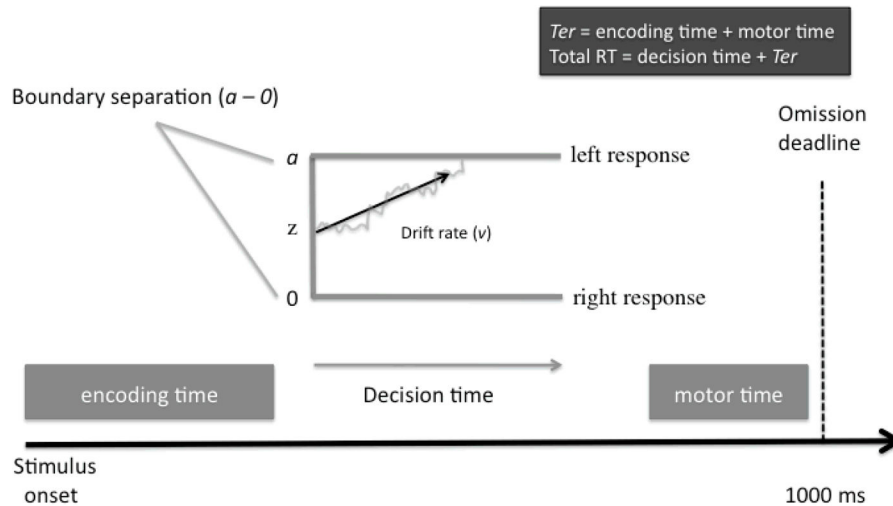 Ter = encoding time + motor time
Total RT = decision time + Ter
Boundary separation (a – 0)
Omission
deadline
a
left response
z
Drift rate (v)
0
right response
encoding time
Decision time
motor time
Stimulus
onset
1000 ms